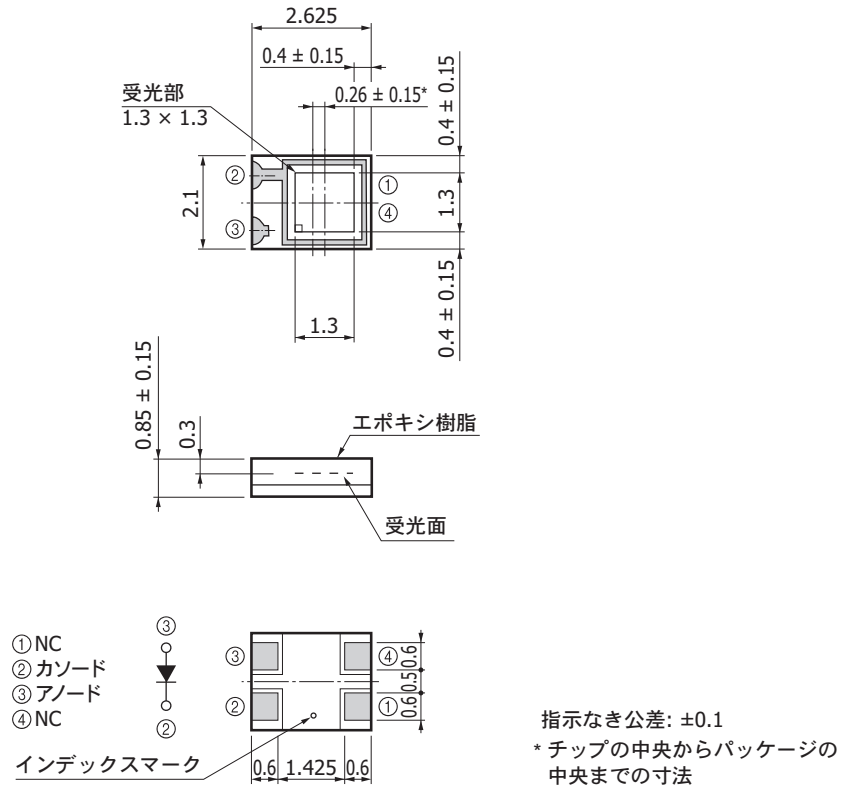 2.625
0.4 ± 0.15
0.26 ± 0.15*
0.4 ± 0.15
受光部
1.3 × 1.3
②
①
2.1
1.3
④
③
0.4 ± 0.15
1.3
0.85 ± 0.15
0.3
エポキシ樹脂
受光面
①NC
②カソード
③アノード
④NC
③
②
③
④
0.6
0.5
②
①
0.6
インデックスマーク
0.6
1.425
0.6
指示なき公差: ±0.1
* チップの中央からパッケージの
中央までの寸法